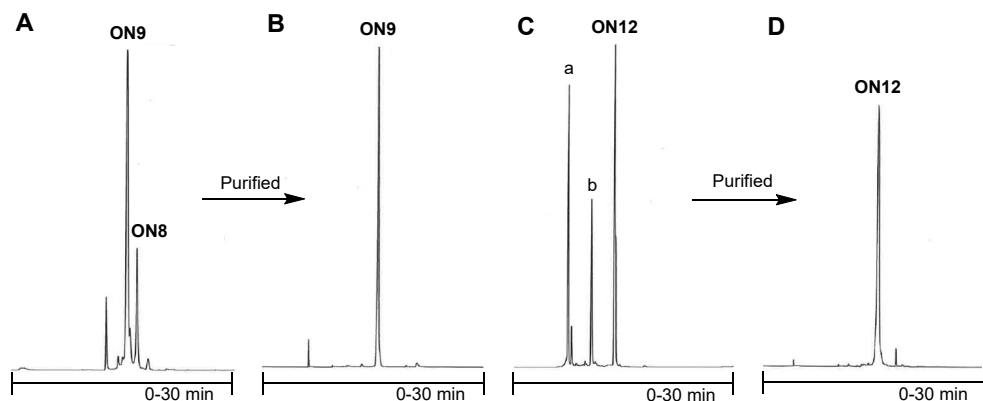 A
ON9
ON8
0-30 min
Purified
B
ON9
0-30 min
C
ON12
a
b
0-30 min
Purified
D
ON12
0-30 min